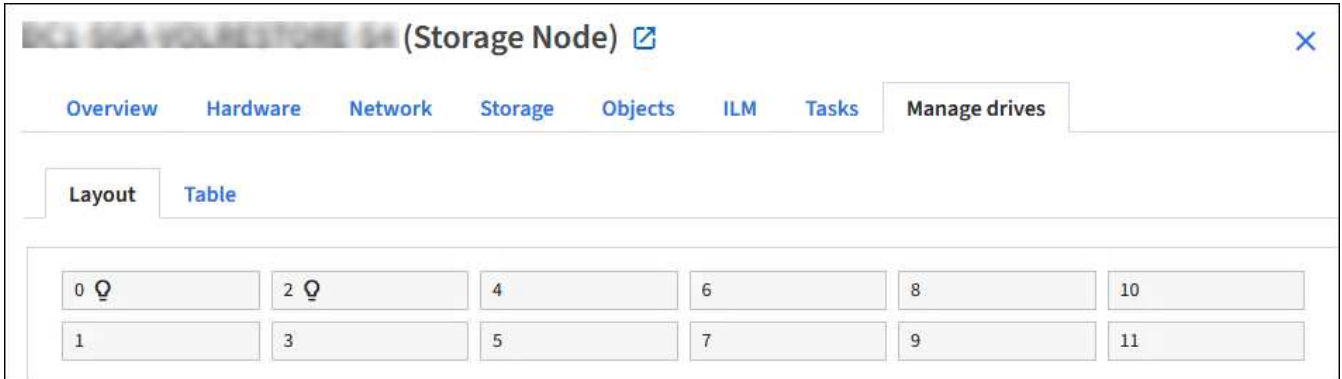 (Storage Node)
Overview Hardware Network Storage Objects ILM Tasks Manage drives
Layout Table
0 2 4 6 8 10
1 3 5 7 9 11